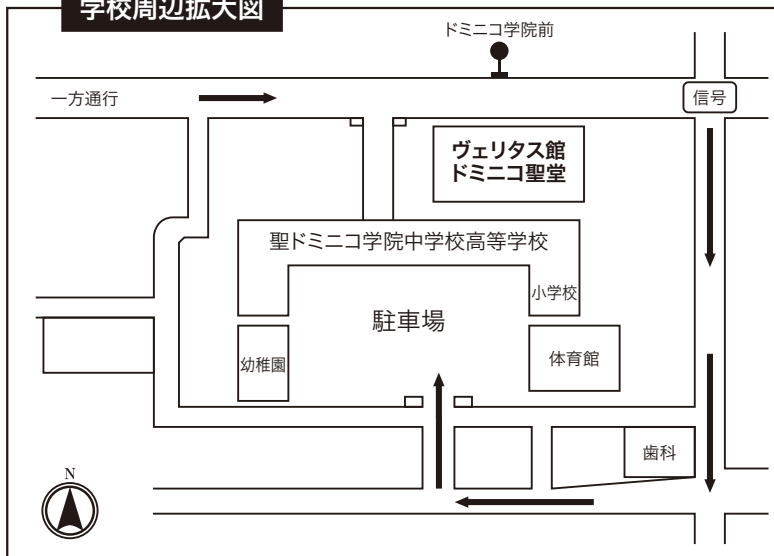 学校周辺拡大図
ドミニコ学院前
一方通行
信号
ヴェリタス館
ドミニコ聖堂
聖ドミニコ学院中学校高等学校
小学校
駐車場
幼稚園
体育館
歯科
N